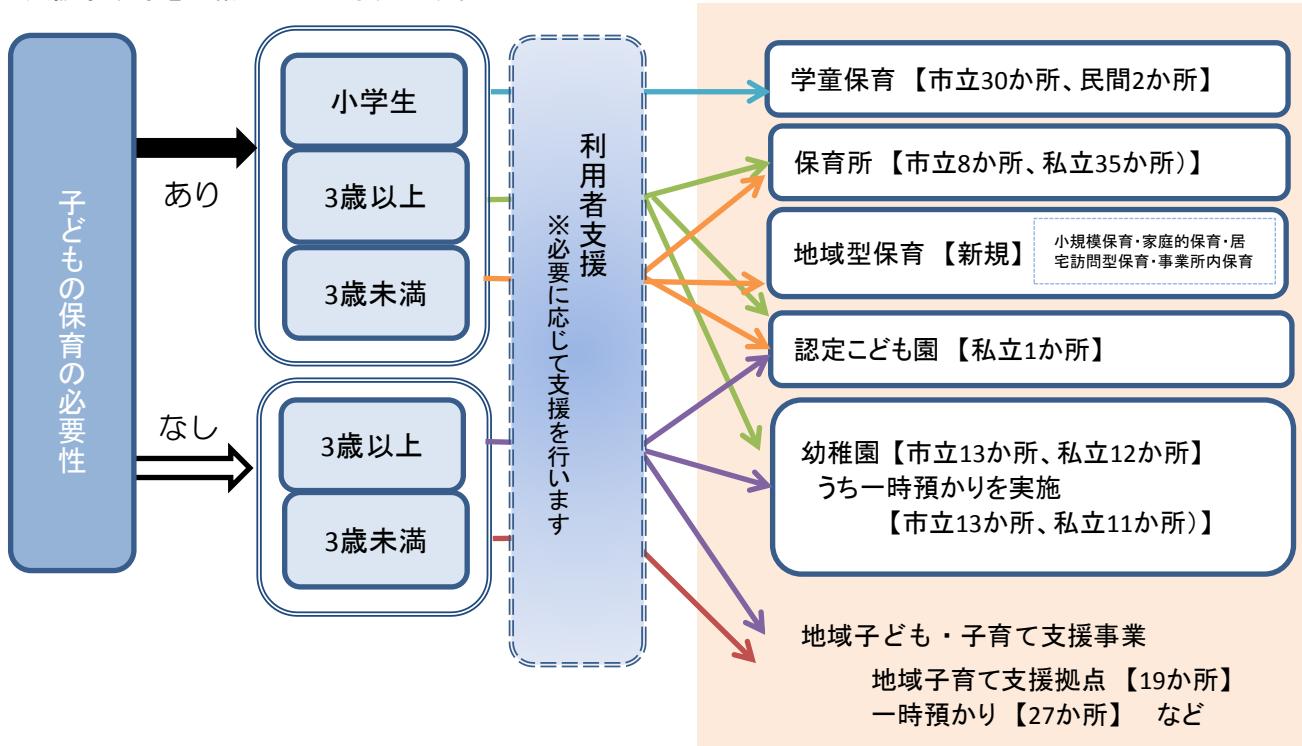 子どもの保育の必要性
あり
なし
小学生
3歳以上
3歳未満
3歳以上
3歳未満
利用者支援
※必要に応じて支援を行います
学童保育 【市立30か所、民間2か所】
保育所 【市立8か所、私立35か所）】
地域型保育 【新規】
小規模保育・家庭的保育・居
宅訪問型保育・事業所内保育
認定こども園 【私立1か所】
幼稚園【市立13か所、私立12か所】
うち一時預かりを実施
【市立13か所、私立11か所）】
地域子ども・子育て支援事業
地域子育て支援拠点 【19か所】
一時預かり 【27か所】 など